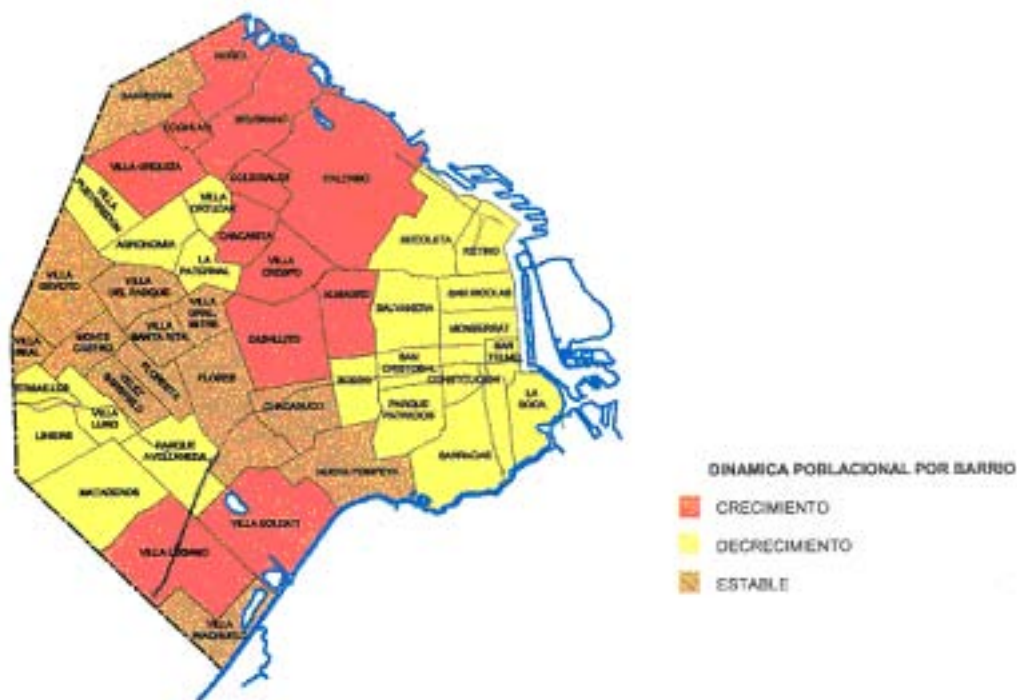 NUÑEZ
SAAVEDRA
COGHLAN
BELGRANO
VILLA URQUIZA
COLEGIALES
PALERMO
VILLA
PUEYRREDON
VILLA
ORTUZAR
CHACARITA
AGRONOMIA
LA
PATERNAL
VILLA
CRESPO
RECOLETA
RETIRO
VILLA
DEVOTO
VILLA
DEL PARQUE
VILLA
GRAL.
MITRE
ALMAGRO
BALVANERA
SAN NICOLAS
MONSERRAT
VILLA
REAL
MONTE
CASTRO
VILLA
SANTA RITA
CABALLITO
SAN
TELMO
SAN
CRISTOBAL
CONSTITUCION
BOEDO
FLORESTA
FLORES
VELEZ
SARSFIELD
VERSAILLES
CHACABUCO
PARQUE
PATRICIOS
LA
BOCA
VILLA
LURO
LINIERS
PARQUE
AVELLANEDA
BARRACAS
NUEVA POMPEYA
MATADEROS
VILLA SOLDATI
VILLA LUGANO
VILLA
RIACHUELO
DINAMICA POBLACIONAL POR BARRIO
CRECIMIENTO
DECRECIMIENTO
ESTABLE